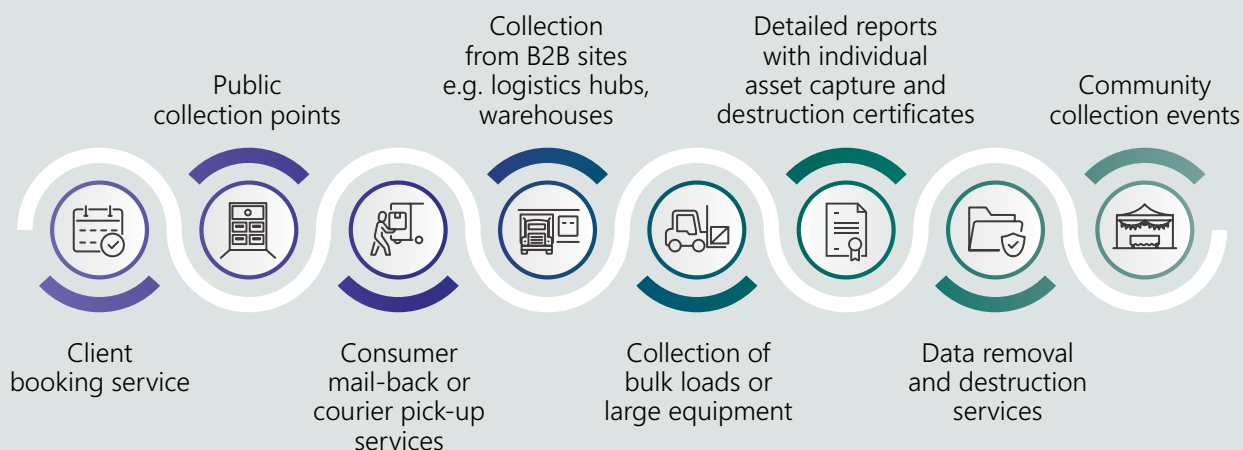 Client
booking service
Public
collection points
Consumer
mail-back or
courier pick-up
services
Collection
from B2B sites
e.g. logistics hubs,
warehouses
Collection of
bulk loads or
large equipment
Detailed reports
with individual
asset capture and
destruction certificates
Data removal
and destruction
services
Community
collection events